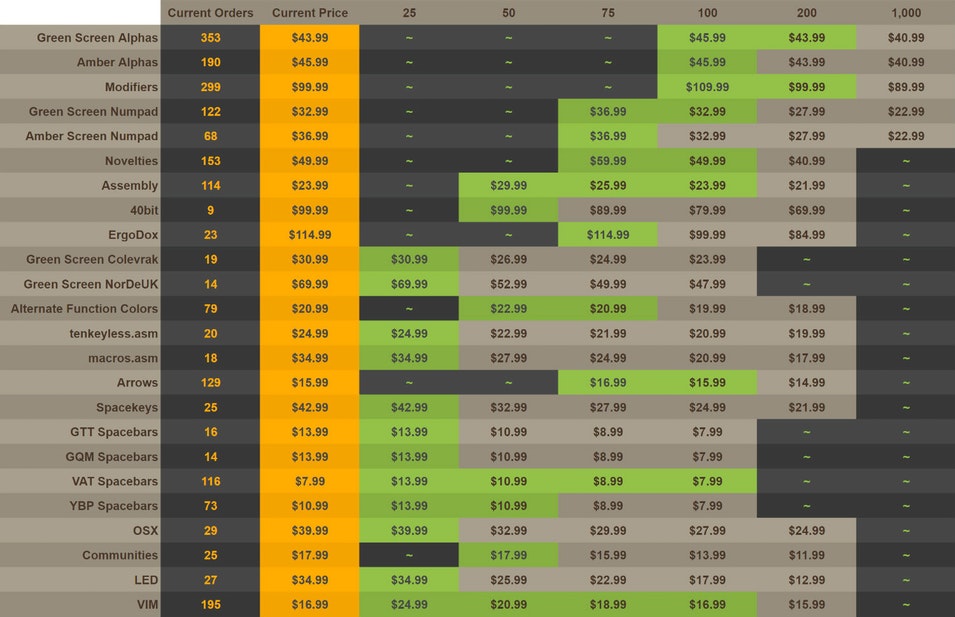 Current Orders Current Price 25 50 75 100 200 1,000
Green Screen Alphas 353 $43.99 ~ ~ ~ $45.99 $43.99 $40.99
Amber Alphas 190 $45.99 ~ ~ ~ $45.99 $43.99 $40.99
Modifiers 299 $99.99 ~ ~ ~ $109.99 $99.99 $89.99
Green Screen Numpad 122 $32.99 ~ ~ $36.99 $32.99 $27.99 $22.99
Amber Screen Numpad 68 $36.99 ~ ~ $36.99 $32.99 $27.99 $22.99
Novelties 153 $49.99 ~ ~ $59.99 $49.99 $40.99 ~
Assembly 114 $23.99 ~ $29.99 $25.99 $23.99 $21.99 ~
40bit 9 $99.99 ~ $99.99 $89.99 $79.99 $69.99 ~
ErgoDox 23 $114.99 ~ ~ $114.99 $99.99 $84.99 ~
Green Screen Colevrak 19 $30.99 $30.99 $26.99 $24.99 $23.99 ~ ~
Green Screen NorDeUK 14 $69.99 $69.99 $52.99 $49.99 $47.99 ~ ~
Alternate Function Colors 79 $20.99 ~ $22.99 $20.99 $19.99 $18.99 ~
tenkeyless.asm 20 $24.99 $24.99 $22.99 $21.99 $20.99 $19.99 ~
macros.asm 18 $34.99 $34.99 $27.99 $24.99 $20.99 $17.99 ~
Arrows 129 $15.99 ~ ~ $16.99 $15.99 $14.99 ~
Spacekeys 25 $42.99 $42.99 $32.99 $27.99 $24.99 $21.99 ~
GTT Spacebars 16 $13.99 $13.99 $10.99 $8.99 $7.99 ~ ~
GQM Spacebars 14 $13.99 $13.99 $10.99 $8.99 $7.99 ~ ~
VAT Spacebars 116 $7.99 $13.99 $10.99 $8.99 $7.99 ~ ~
YBP Spacebars 73 $10.99 $13.99 $10.99 $8.99 $7.99 ~ ~
OSX 29 $39.99 $39.99 $32.99 $29.99 $27.99 $24.99 ~
Communities 25 $17.99 ~ $17.99 $15.99 $13.99 $11.99 ~
LED 27 $34.99 $34.99 $25.99 $22.99 $17.99 $12.99 ~
VIM 195 $16.99 $24.99 $20.99 $18.99 $16.99 $15.99 ~